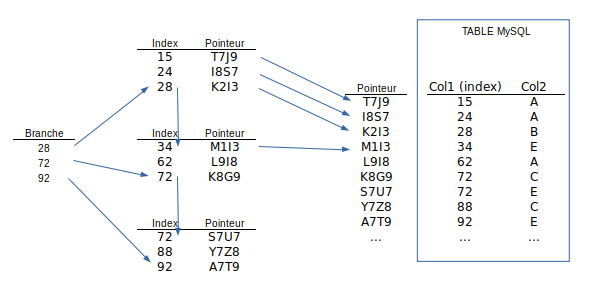 TABLE MySQL
Index Pointeur
15 T7J9
24 I8S7
28 K2I3
Branche
28
72
92
Index Pointeur
34 M1I3
62 L9I8
72 K8G9
Index Pointeur
72 S7U7
88 Y7Z8
92 A7T9
Pointeur Col1 (index) Col2
T7J9 15 A
I8S7 24 A
K2I3 28 B
M1I3 34 E
L9I8 62 A
K8G9 72 C
S7U7 72 E
Y7Z8 88 C
A7T9 92 E
... ... ...